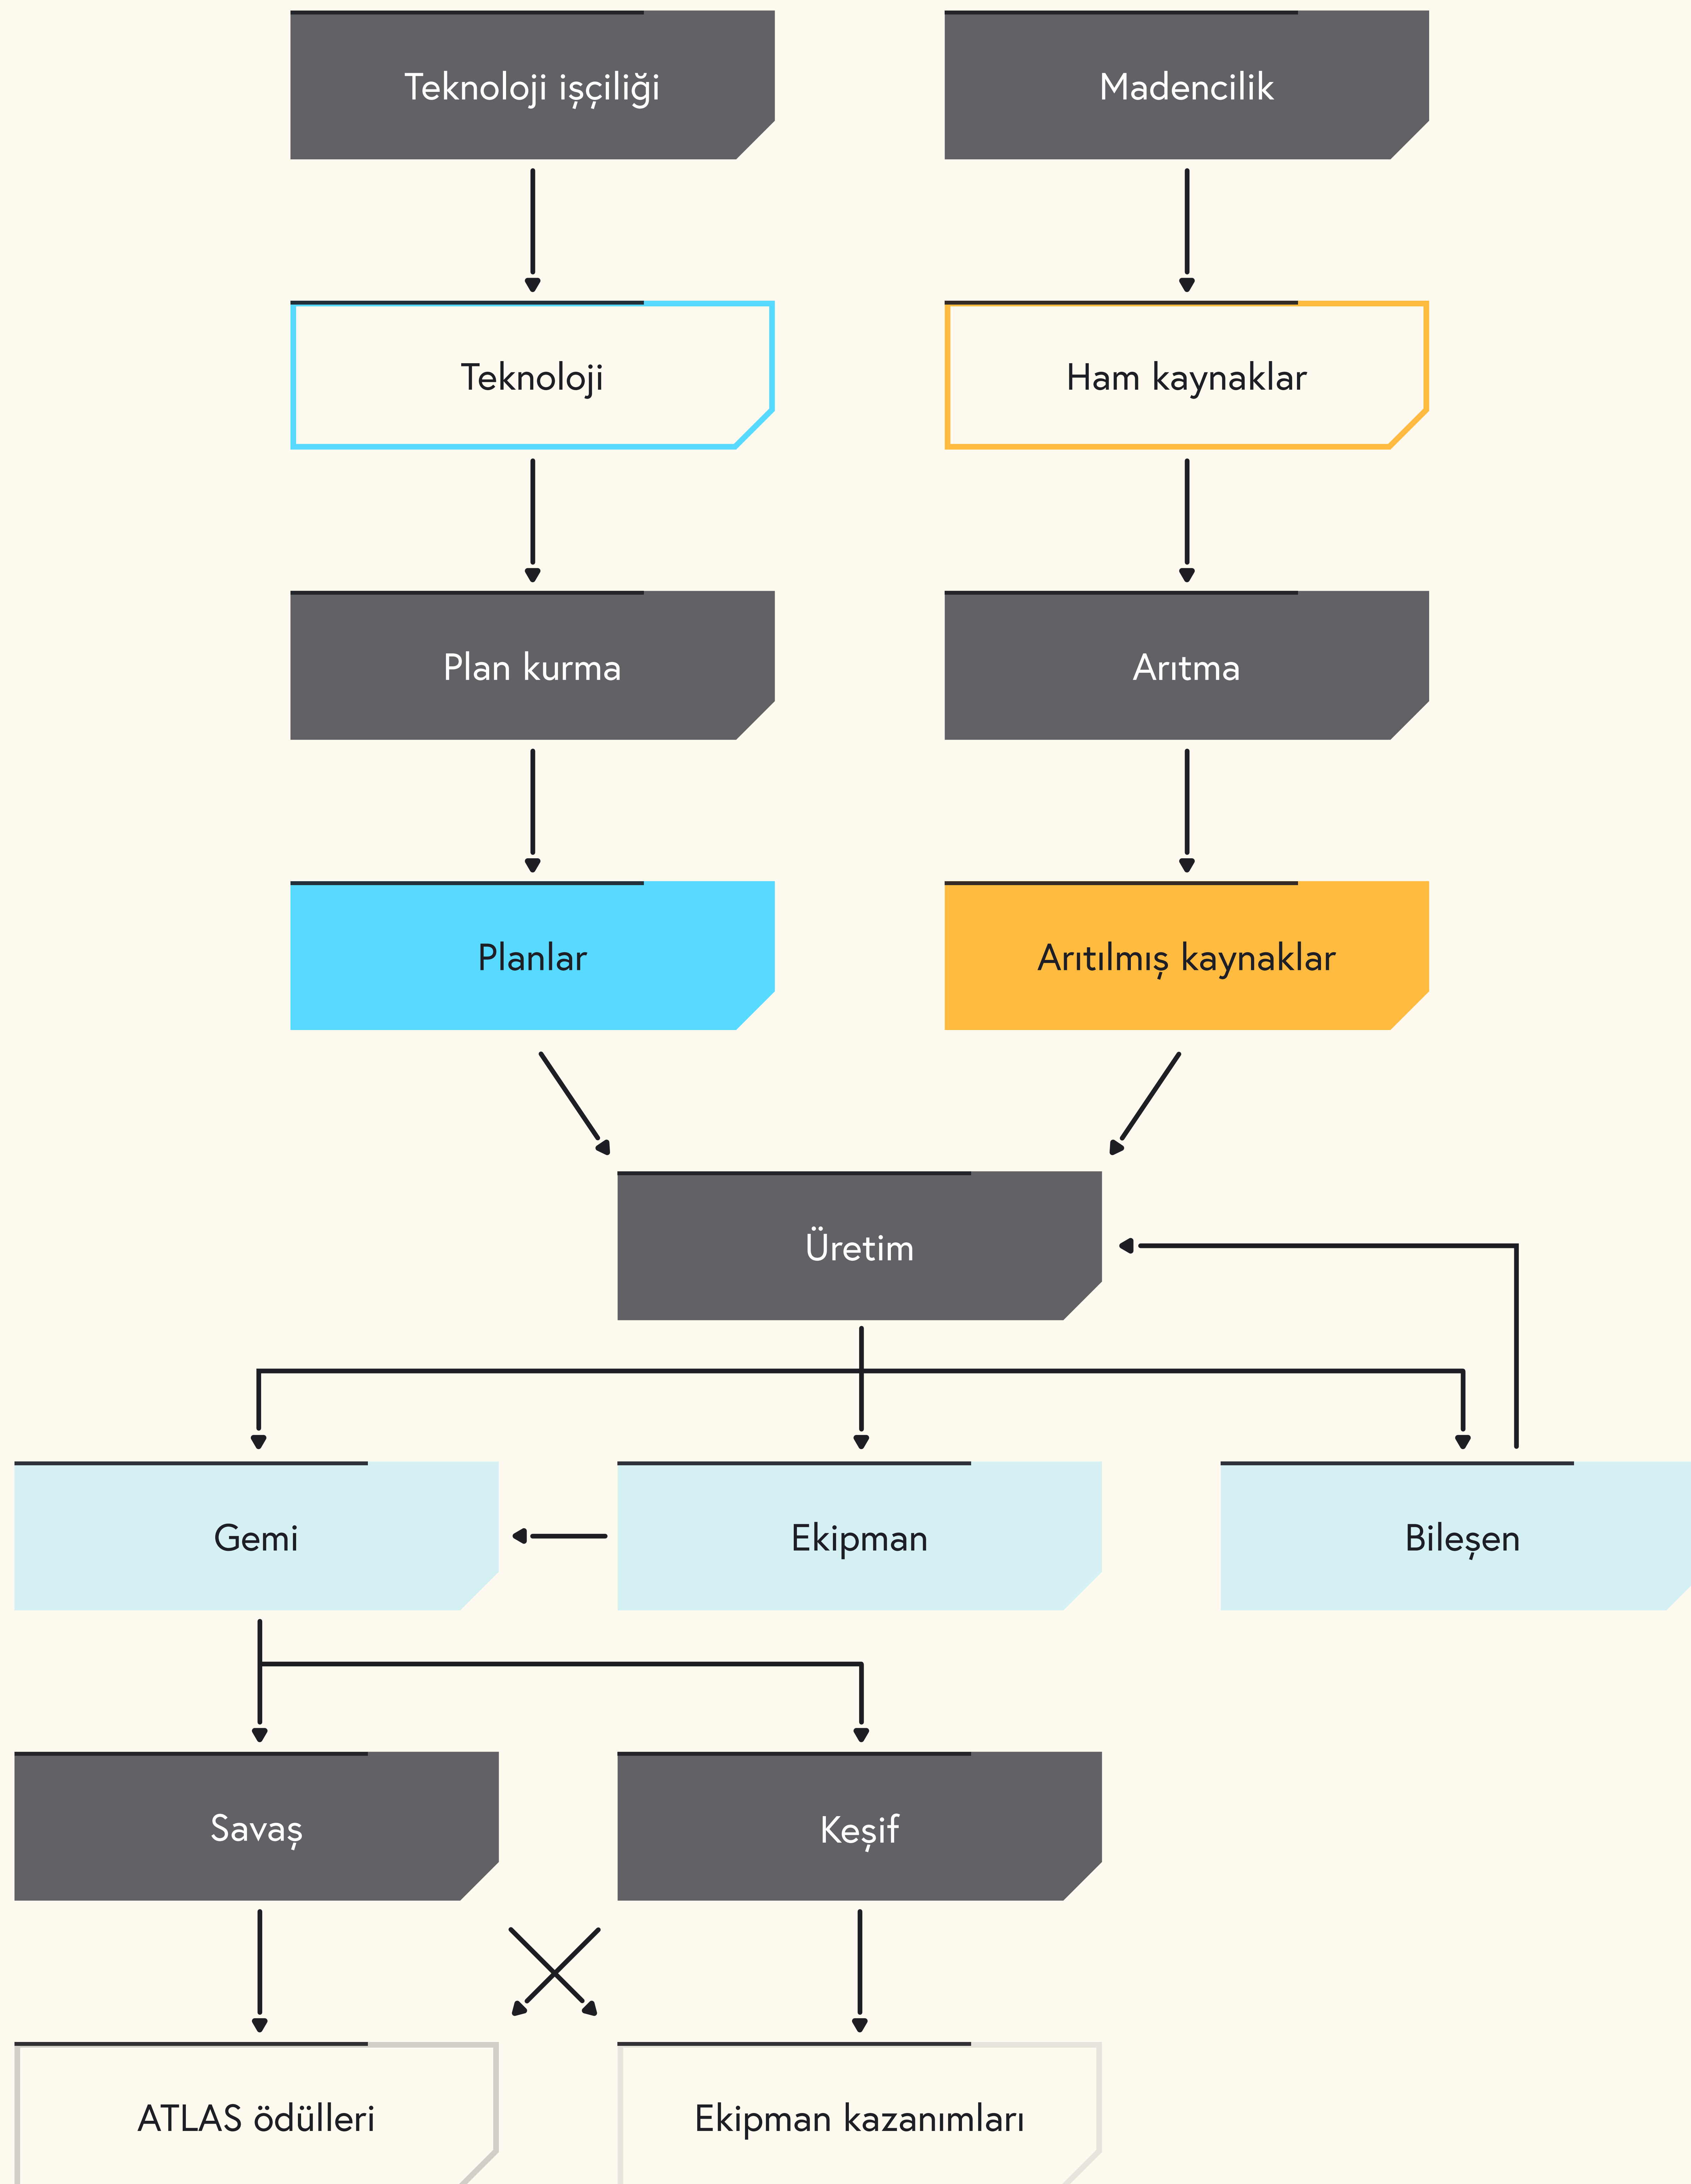 Teknoloji işçiliği
Madencilik
Teknoloji
Ham kaynaklar
Plan kurma
Arıtma
Planlar
Arıtılmış kaynaklar
Üretim
Gemi
Ekipman
Bileşen
Savaş
Keşif
ATLAS ödülleri
Ekipman kazanımları